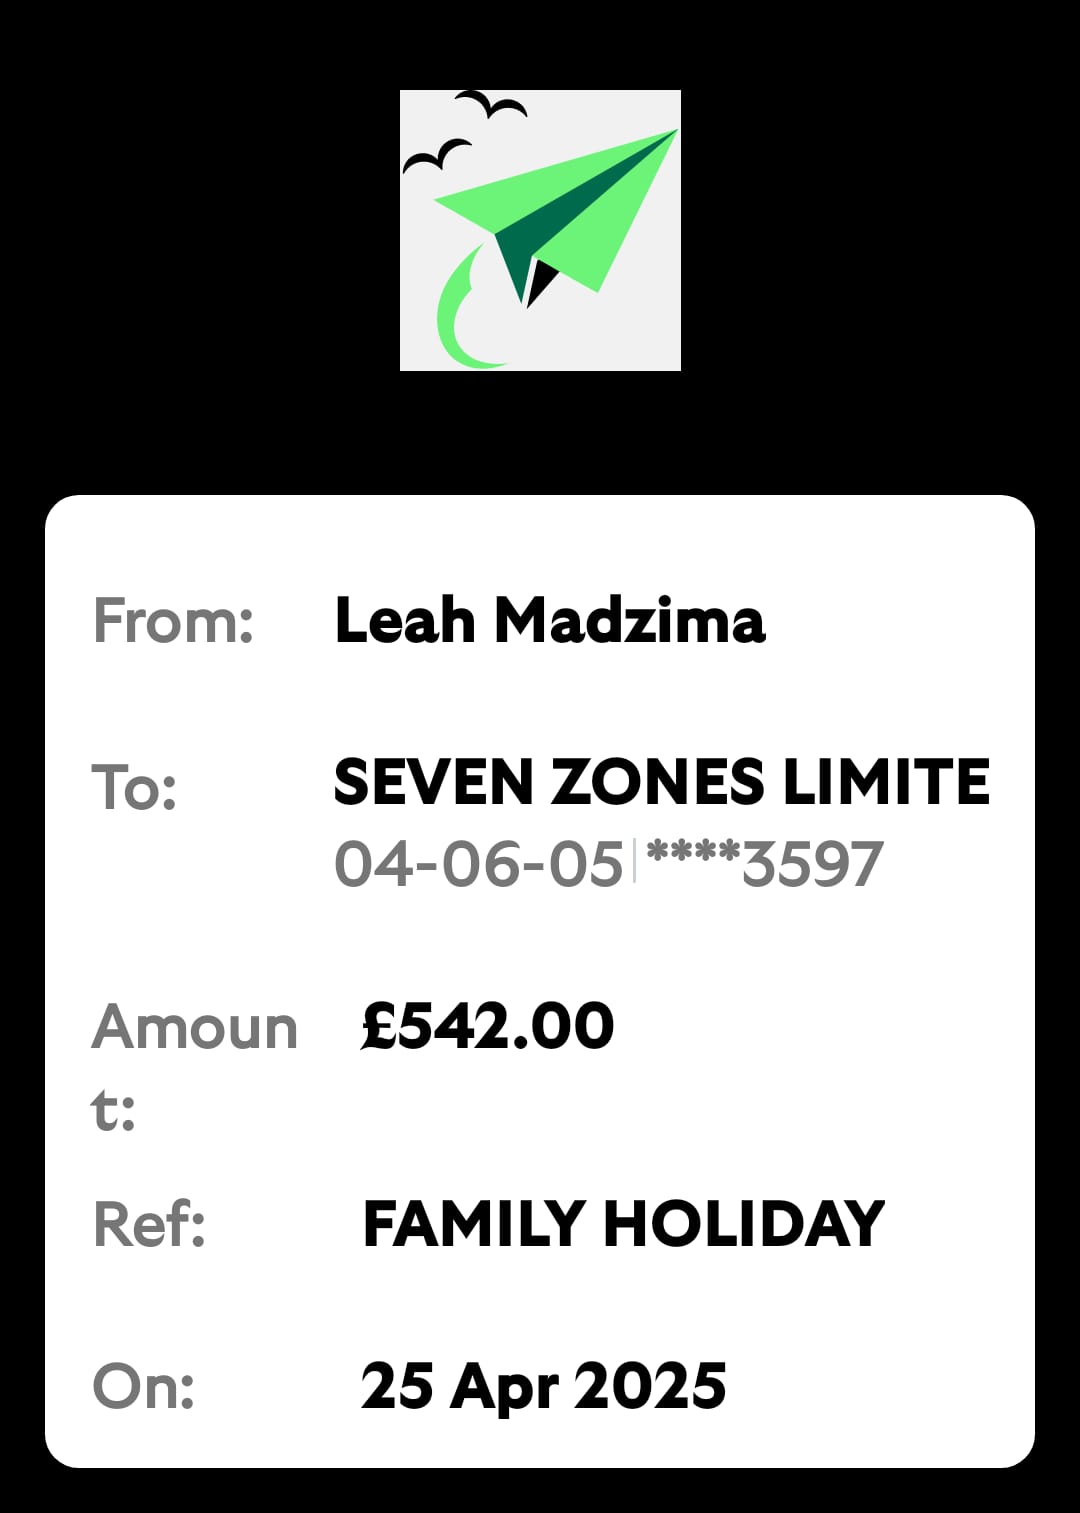 From: Leah Madzima
To: SEVEN ZONES LIMITE
04-06-05 | ****3597
Amoun £542.00
t:
Ref: FAMILY HOLIDAY
On: 25 Apr 2025